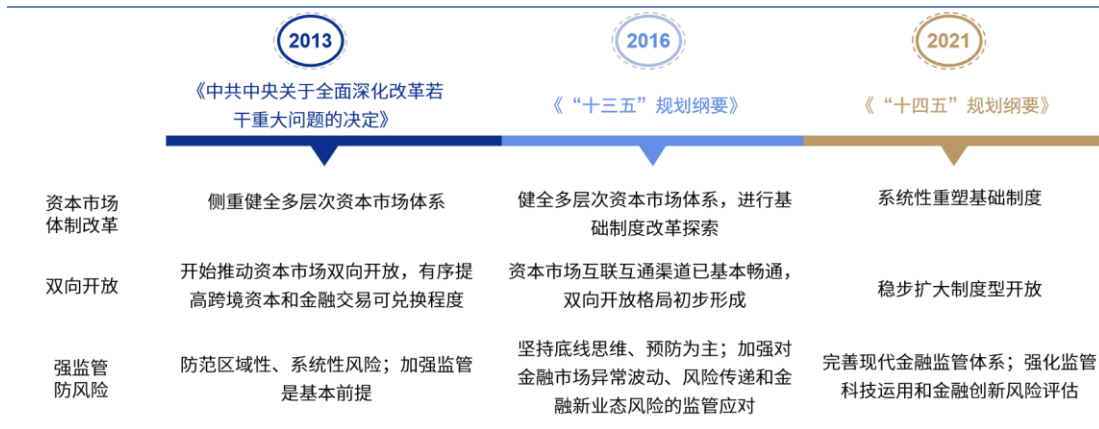 2013
2016
2021
《中共中央关于全面深化改革若
干重大问题的决定》
《“十三五”规划纲要》
《“十四五”规划纲要》
资本市场
体制改革
侧重健全多层次资本市场体系
健全多层次资本市场体系，进行基
础制度改革探索
系统性重塑基础制度
双向开放
开始推动资本市场双向开放，有序提
高跨境资本和金融交易可兑换程度
资本市场互联互通渠道已基本畅通，
双向开放格局初步形成
稳步扩大制度型开放
强监管
防风险
防范区域性、系统性风险；加强监管
是基本前提
坚持底线思维、预防为主；加强对
金融市场异常波动、风险传递和金
融新业态风险的监管应对
完善现代金融监管体系；强化监管
科技运用和金融创新风险评估